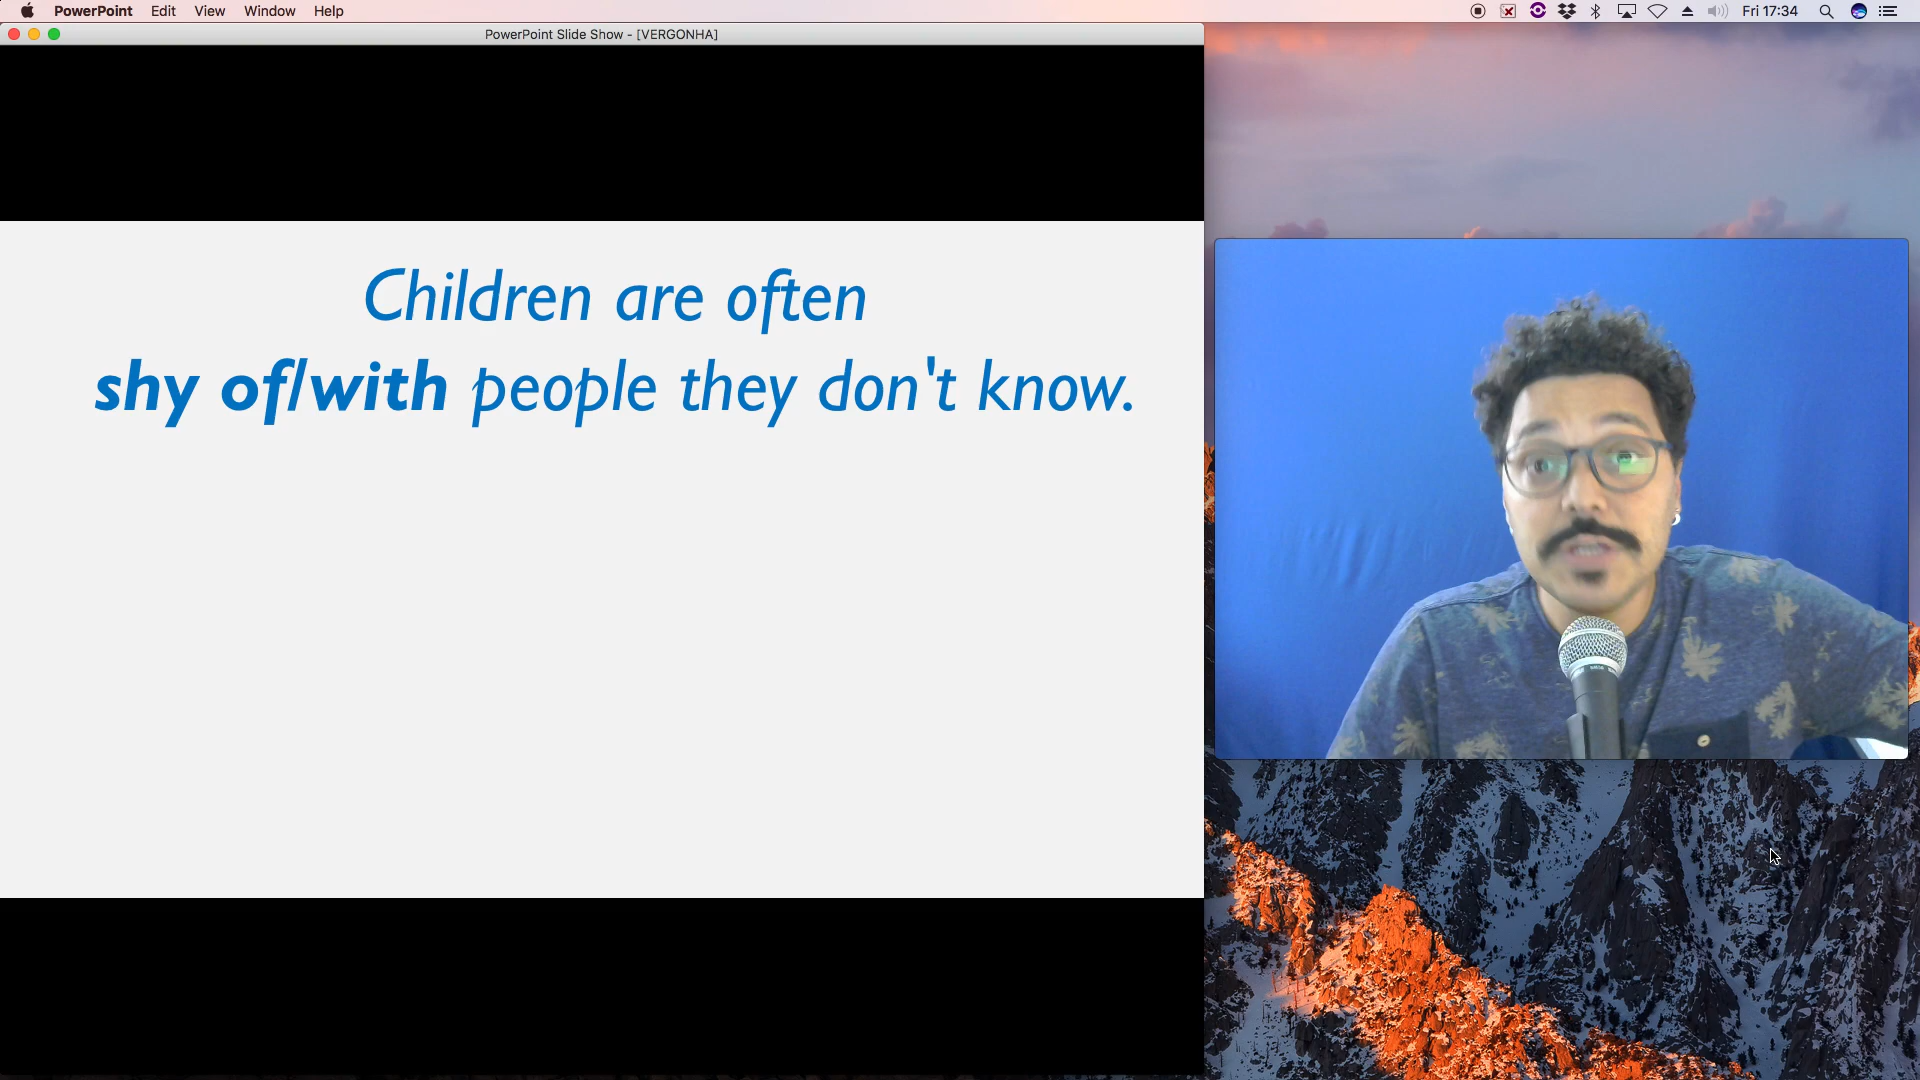 PowerPoint Edit View Window Help Fri 17:34
PowerPoint Slide Show - [VERGONHA]
Children are often
shy of/with people they don't know.